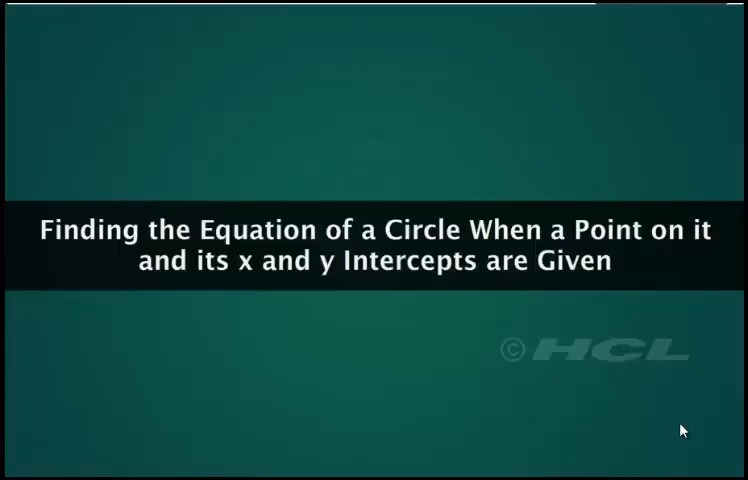 Finding the Equation of a Circle When a Point on it
and its x and y Intercepts are Given
© HCL